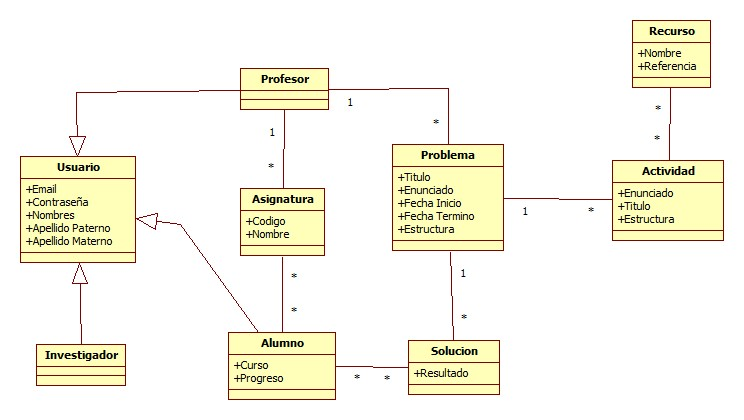 Recurso
+Nombre
+Referencia
Profesor
1
*
1
*
*
*
Usuario
+Email
+Contraseña
+Nombres
+Apellido Paterno
+Apellido Materno
Asignatura
+Codigo
+Nombre
Problema
+Titulo
+Enunciado
+Fecha Inicio
+Fecha Termino
+Estructura
1
*
Actividad
+Enunciado
+Titulo
+Estructura
*
*
1
*
Investigador
Alumno
+Curso
+Progreso
*
*
Solucion
+Resultado